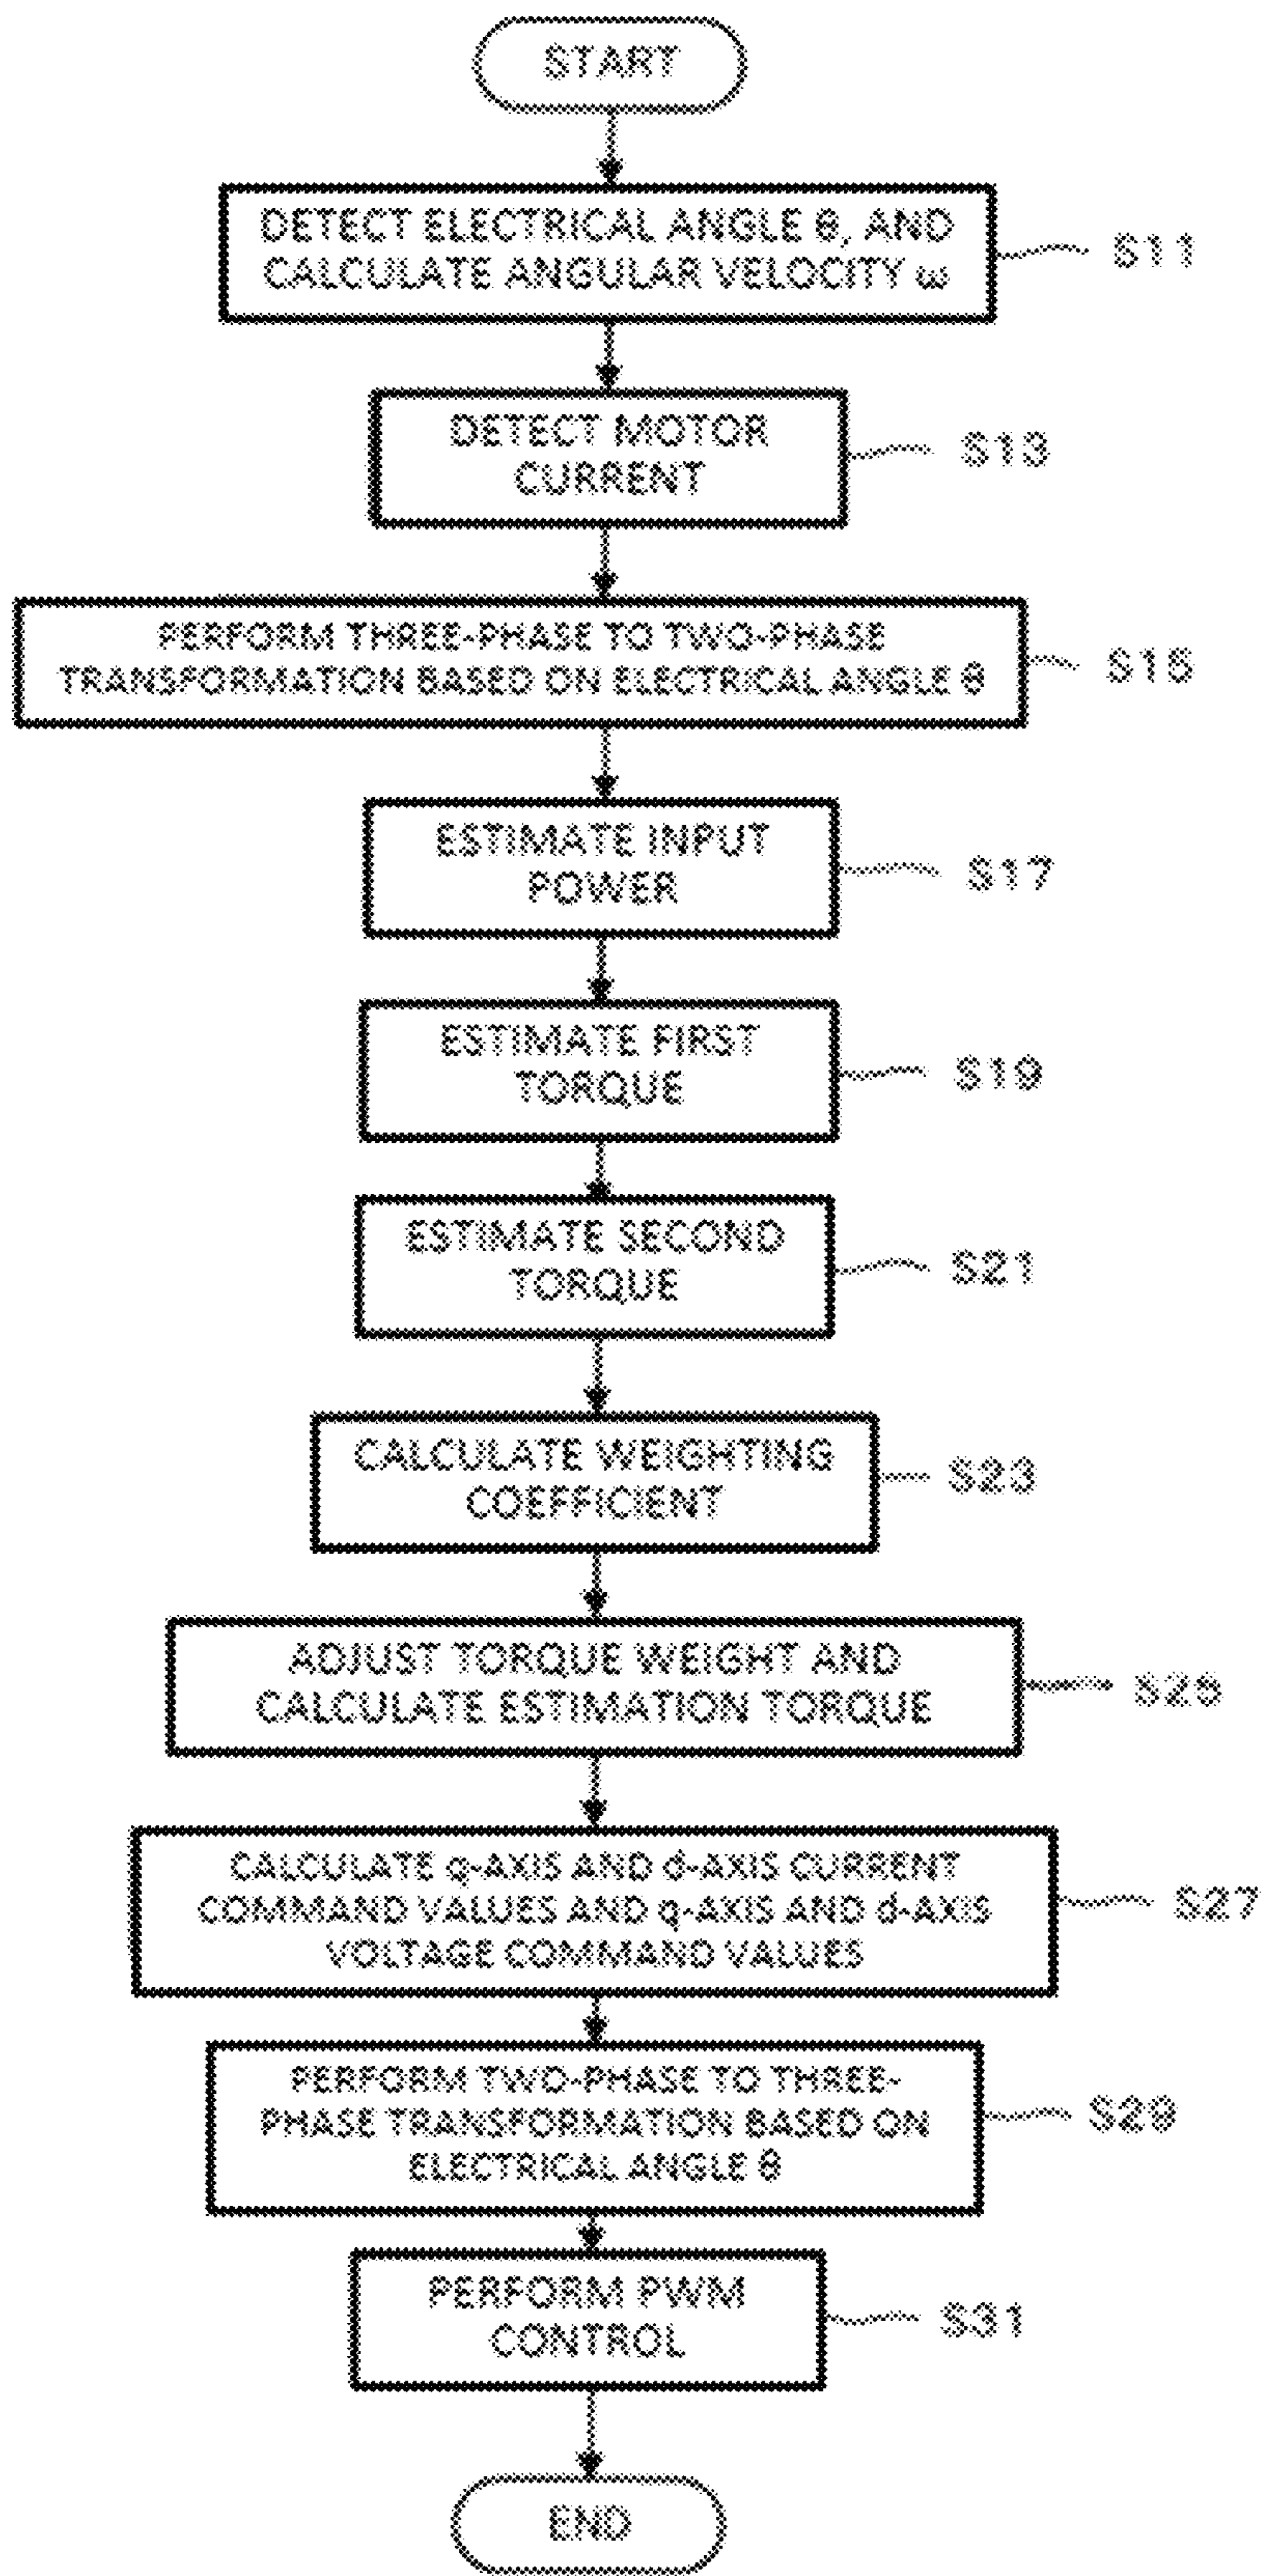 START
DETECT ELECTRICAL ANGLE θ, AND
CALCULATE ANGULAR VELOCITY ω
S11
DETECT MOTOR
CURRENT
S13
PERFORM THREE-PHASE TO TWO-PHASE
TRANSFORMATION BASED ON ELECTRICAL ANGLE θ
S15
ESTIMATE INPUT
POWER
S17
ESTIMATE FIRST
TORQUE
S19
ESTIMATE SECOND
TORQUE
S21
CALCULATE WEIGHTING
COEFFICIENT
S23
ADJUST TORQUE WEIGHT AND
CALCULATE ESTIMATION TORQUE
S25
CALCULATE q-AXIS AND d-AXIS CURRENT
COMMAND VALUES AND q-AXIS AND d-AXIS
VOLTAGE COMMAND VALUES
S27
PERFORM TWO-PHASE TO THREE-
PHASE TRANSFORMATION BASED ON
ELECTRICAL ANGLE θ
S29
PERFORM PWM
CONTROL
S31
END